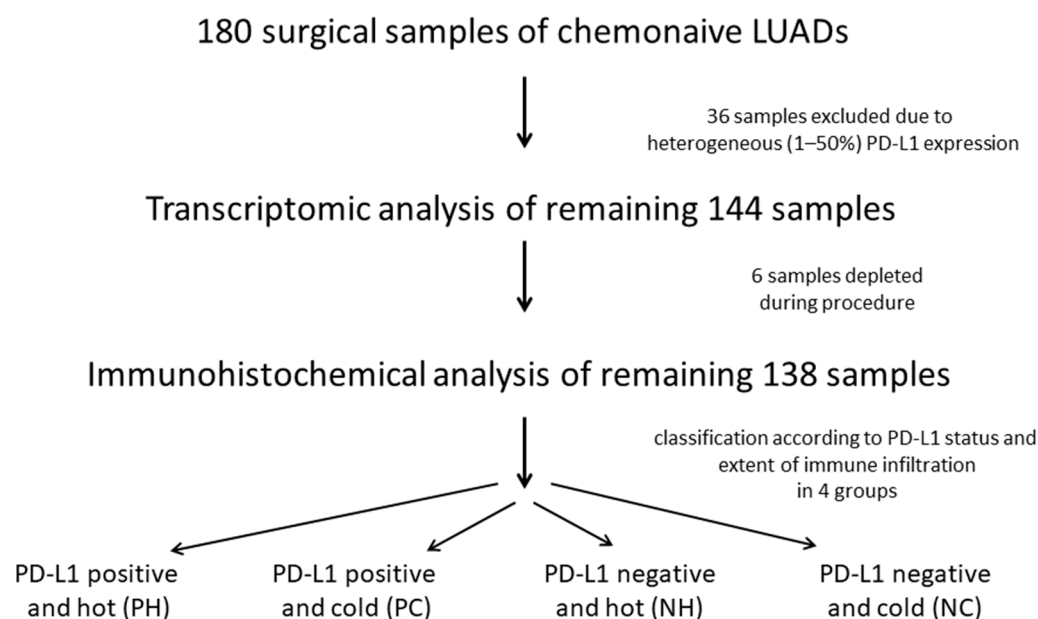 180 surgical samples of chemonaive LUADs
36 samples excluded due to
heterogeneous (1–50%) PD-L1 expression
Transcriptomic analysis of remaining 144 samples
6 samples depleted
during procedure
Immunohistochemical analysis of remaining 138 samples
classification according to PD-L1 status and
extent of immune infiltration
in 4 groups
PD-L1 positive
and hot (PH)
PD-L1 positive
and cold (PC)
PD-L1 negative
and hot (NH)
PD-L1 negative
and cold (NC)